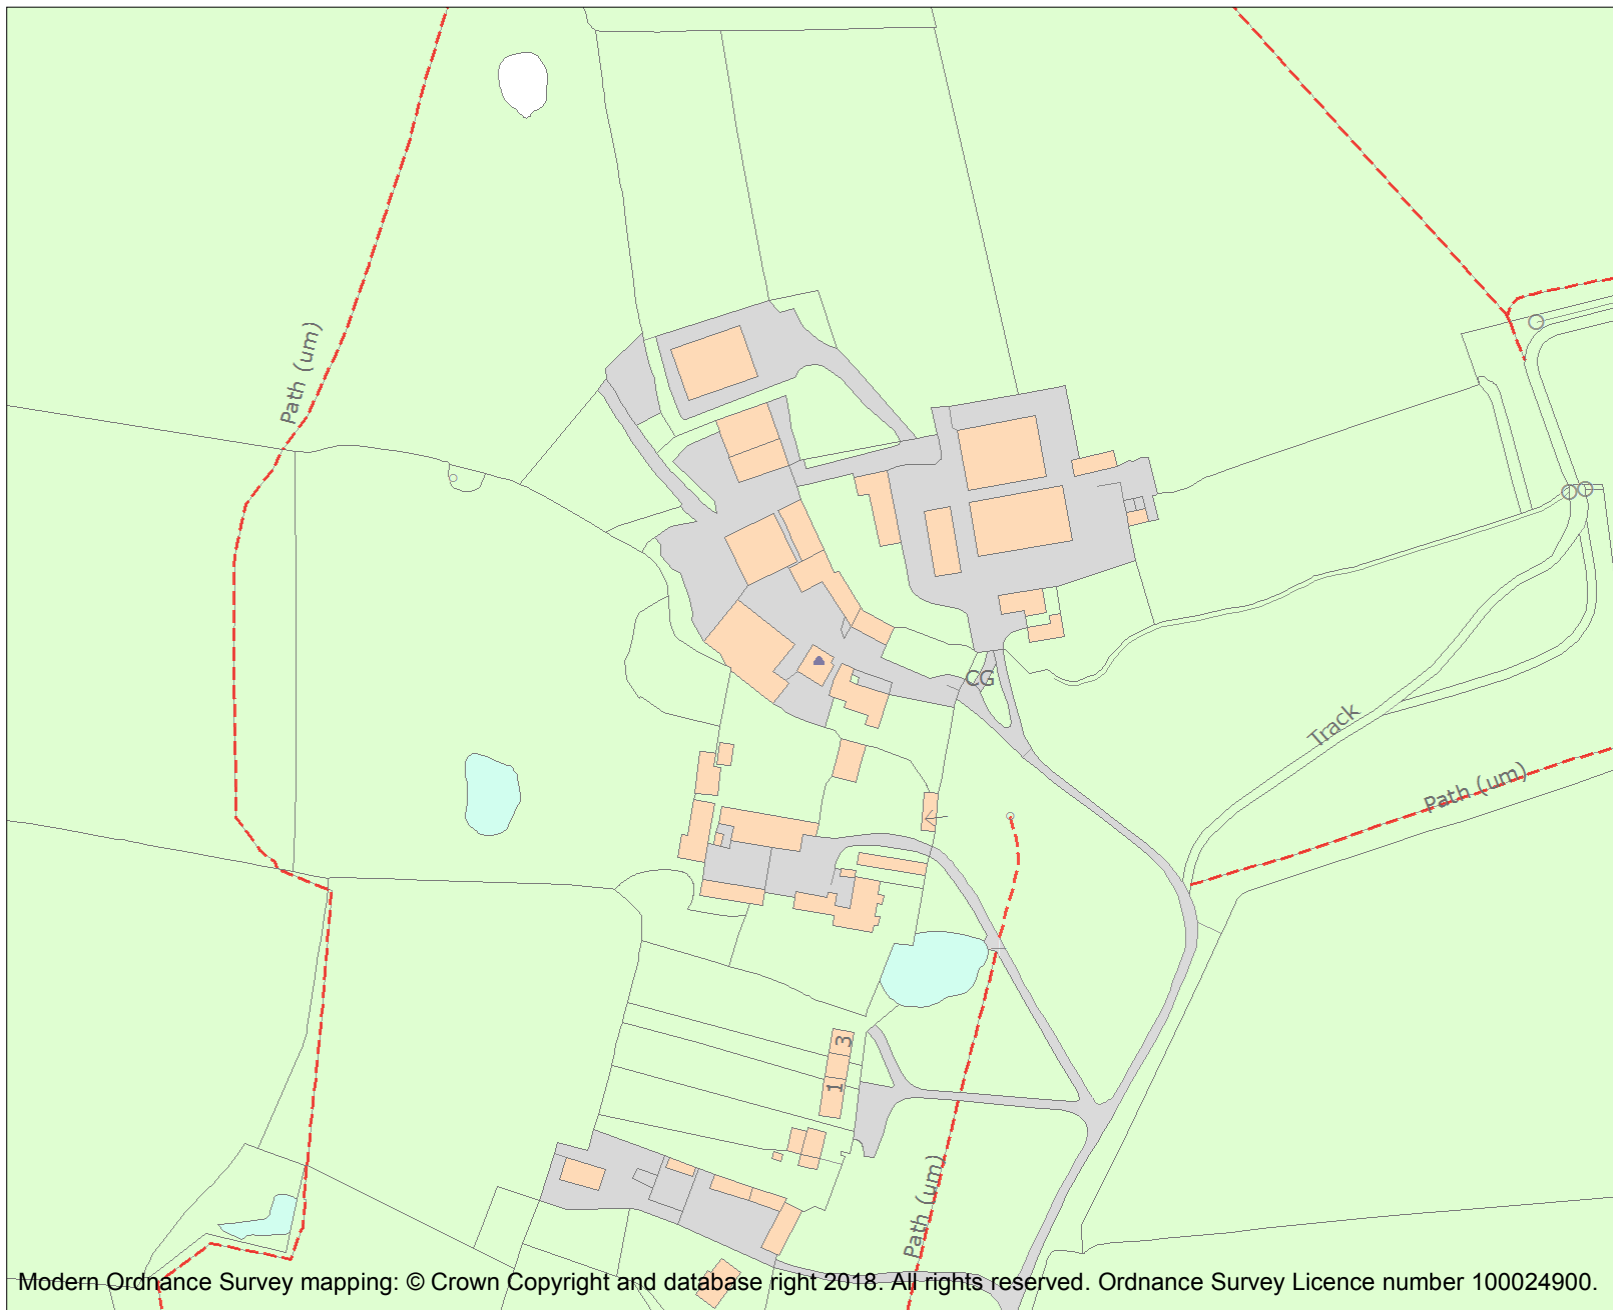 Path (um)
CG
Track
Path (um)
3
1
Path (um)
Modern Ordnance Survey mapping: © Crown Copyright and database right 2018. All rights reserved. Ordnance Survey Licence number 100024900.